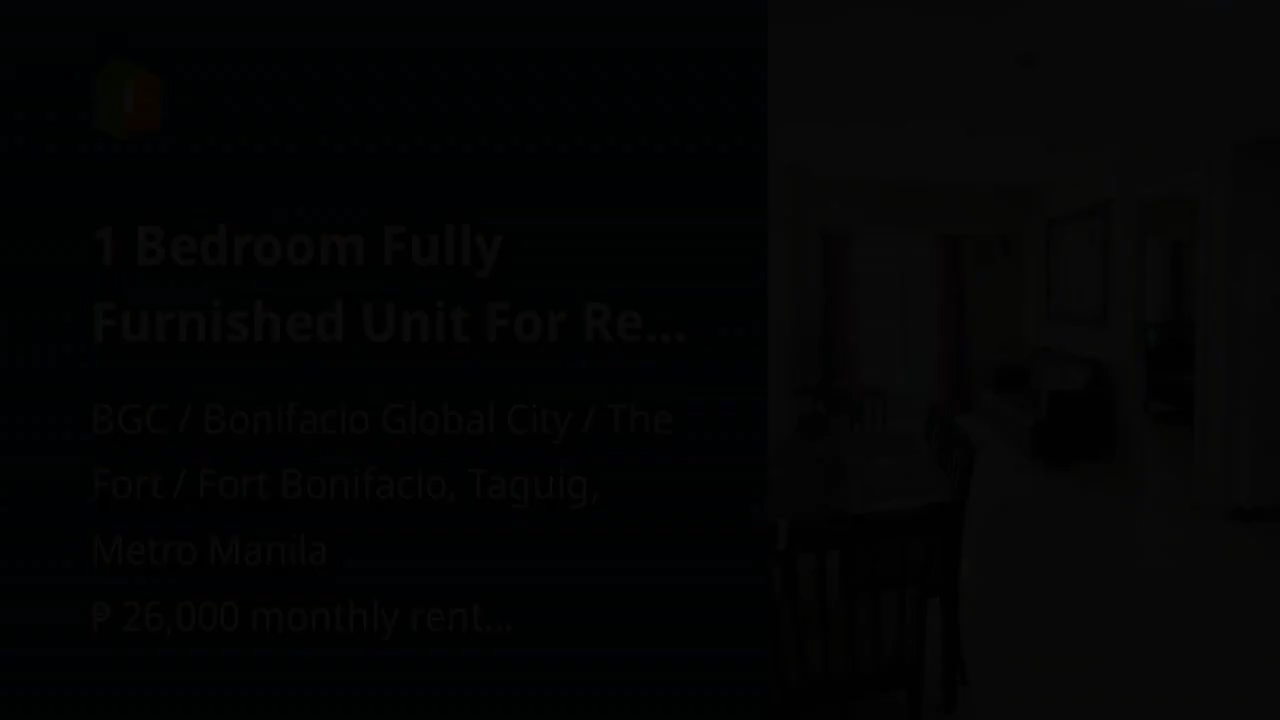 1 Bedroom Fully
Furnished Unit For Re...
BGC / Bonifacio Global City / The
Fort / Fort Bonifacio, Taguig,
Metro Manila
₱ 26,000 monthly rent...